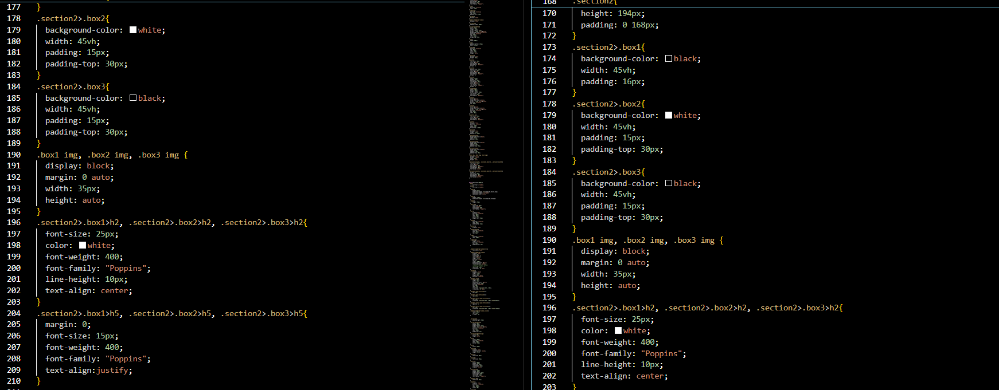 177 }
178 .section2>.box2{
179 background-color: white;
180 width: 45vh;
181 padding: 15px;
182 padding-top: 30px;
183 }
184 .section2>.box3{
185 background-color: black;
186 width: 45vh;
187 padding: 15px;
188 padding-top: 30px;
189 }
190 .box1 img, .box2 img, .box3 img {
191 display: block;
192 margin: 0 auto;
193 width: 35px;
194 height: auto;
195 }
196 .section2>.box1>h2, .section2>.box2>h2, .section2>.box3>h2{
197 font-size: 25px;
198 color: white;
199 font-weight: 400;
200 font-family: "Poppins";
201 line-height: 10px;
202 text-align: center;
203 }
204 .section2>.box1>h5, .section2>.box2>h5, .section2>.box3>h5{
205 margin: 0;
206 font-size: 15px;
207 font-weight: 400;
208 font-family: "Poppins";
209 text-align:justify;
210 }
168 .section2{
170 height: 194px;
171 padding: 0 168px;
172 }
173 .section2>.box1{
174 background-color: black;
175 width: 45vh;
176 padding: 16px;
177 }
178 .section2>.box2{
179 background-color: white;
180 width: 45vh;
181 padding: 15px;
182 padding-top: 30px;
183 }
184 .section2>.box3{
185 background-color: black;
186 width: 45vh;
187 padding: 15px;
188 padding-top: 30px;
189 }
190 .box1 img, .box2 img, .box3 img {
191 display: block;
192 margin: 0 auto;
193 width: 35px;
194 height: auto;
195 }
196 .section2>.box1>h2, .section2>.box2>h2, .section2>.box3>h2{
197 font-size: 25px;
198 color: white;
199 font-weight: 400;
200 font-family: "Poppins";
201 line-height: 10px;
202 text-align: center;
203 }